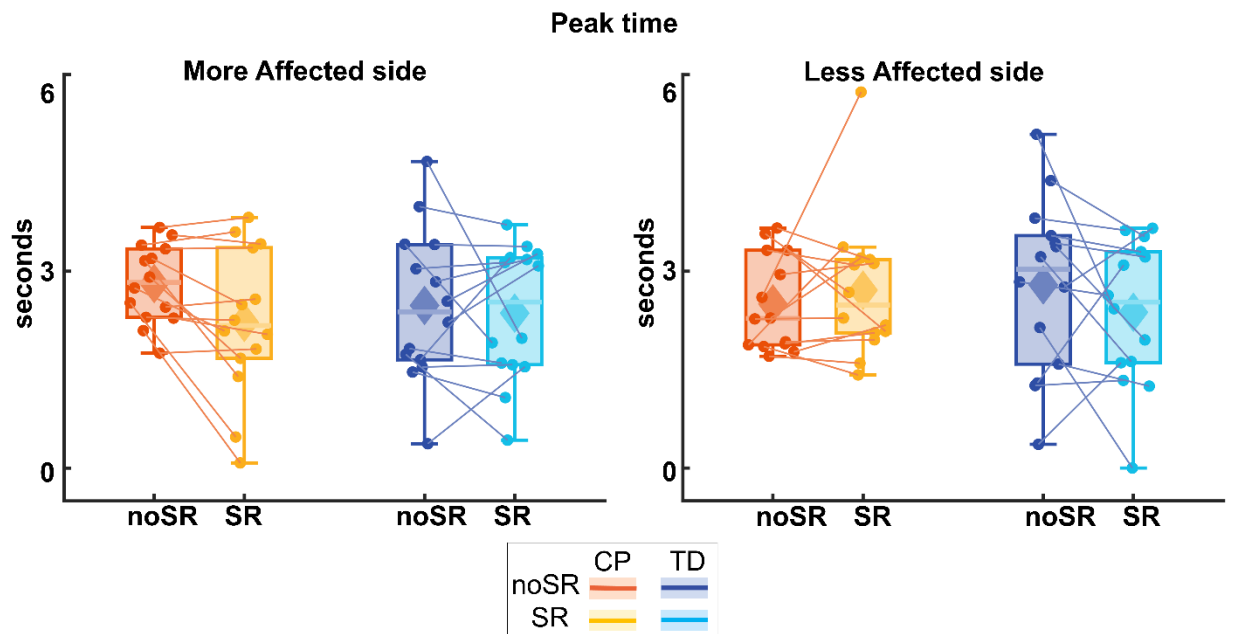 Peak time
More Affected side
Less Affected side
6
3
0
seconds
noSR SR noSR SR
6
3
0
seconds
noSR SR noSR SR
CP TD
noSR
SR